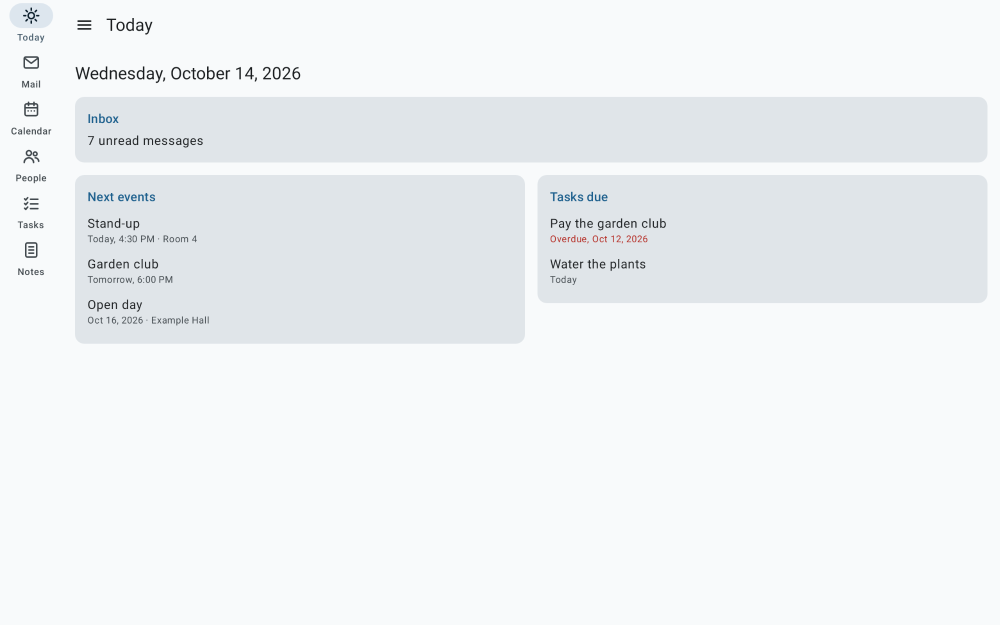 Today
Mail
Calendar
People
Tasks
Notes
Today
Wednesday, October 14, 2026
Inbox
7 unread messages
Next events
Stand-up
Today, 4:30 PM · Room 4
Garden club
Tomorrow, 6:00 PM
Open day
Oct 16, 2026 · Example Hall
Tasks due
Pay the garden club
Overdue, Oct 12, 2026
Water the plants
Today